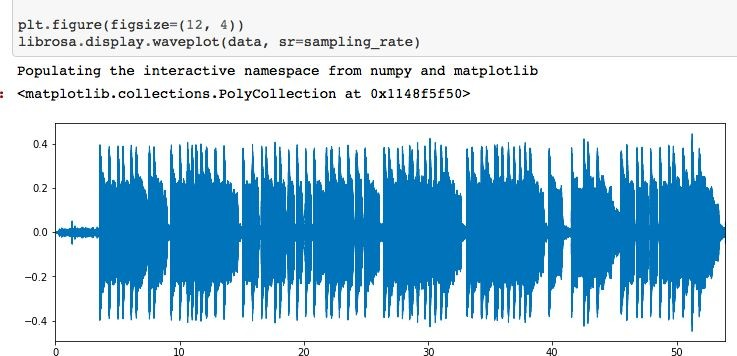 plt.figure(figsize=(12, 4))
librosa.display.waveplot(data, sr=sampling_rate)
Populating the interactive namespace from numpy and matplotlib
: <matplotlib.collections.PolyCollection at 0x1148f5f50>
0.4
0.2
0.0
−0.2
−0.4
0 10 20 30 40 50